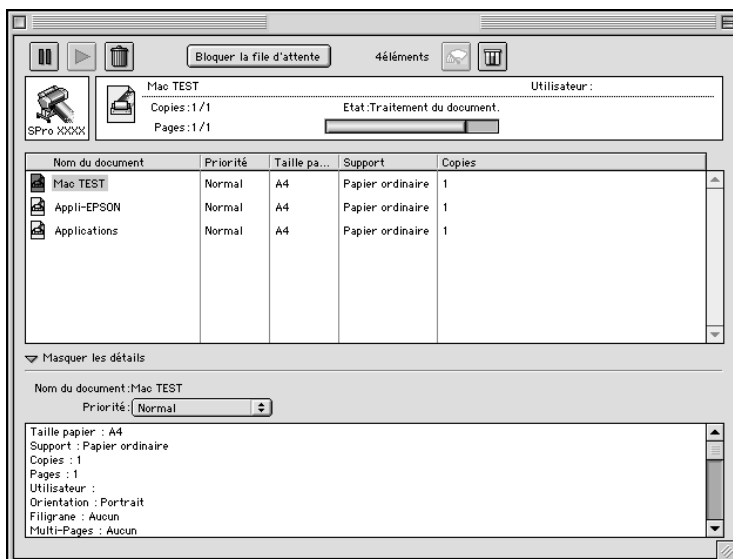 Bloquer la file d'attente 4éléments
SPro XXXX
Mac TEST Utilisateur :
Copies : 1/1 Etat : Traitement du document.
Pages : 1/1
Nom du document Priorité Taille pa... Support Copies
Mac TEST Normal A4 Papier ordinaire 1
Appli-EPSON Normal A4 Papier ordinaire 1
Applications Normal A4 Papier ordinaire 1
Masquer les détails
Nom du document : Mac TEST
Priorité : Normal
Taille papier : A4
Support : Papier ordinaire
Copies : 1
Pages : 1
Utilisateur :
Orientation : Portrait
Filigrane : Aucun
Multi-Pages : Aucun